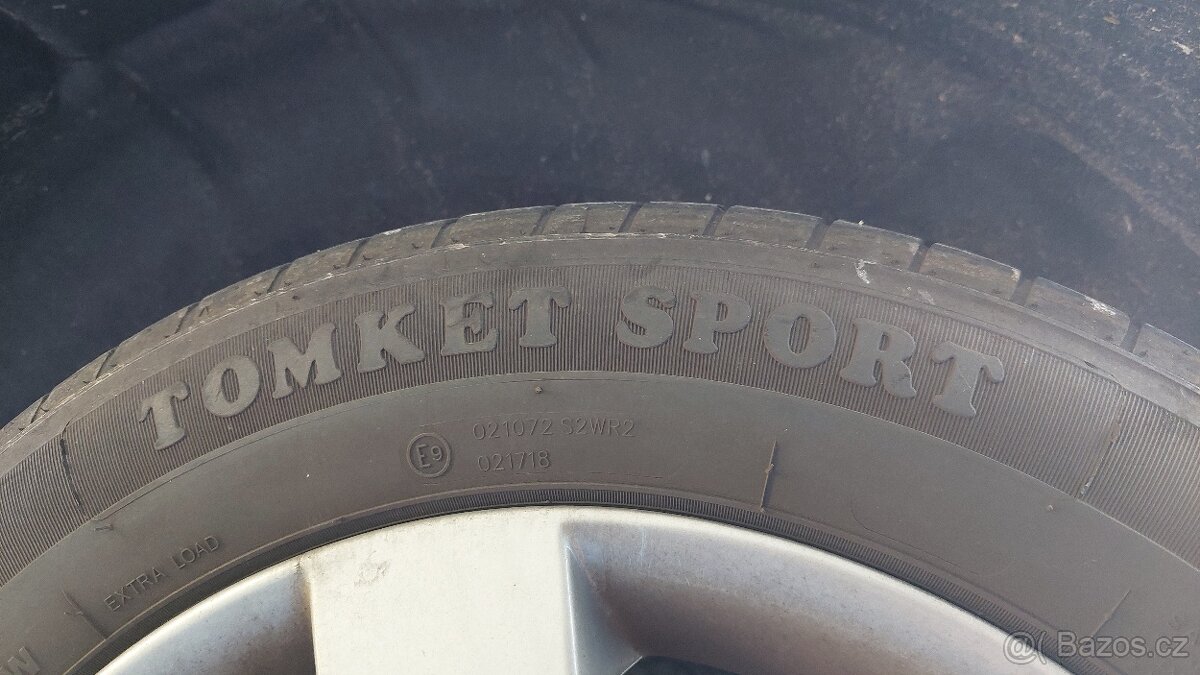 TOMKET SPORT
E9
021072 S2WR2
021718
EXTRA LOAD
W
@ Bazos.cz